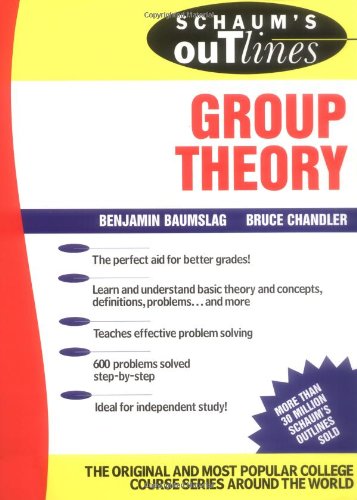 SCHAUM'S
ouTlines
GROUP
THEORY
BENJAMIN BAUMSLAG BRUCE CHANDLER
The perfect aid for better grades!
Learn and understand basic theory and concepts,
definitions, problems...and more
Teaches effective problem solving
600 problems solved
step-by-step
Ideal for independent study!
MORE THAN
30 MILLION
SCHAUM'S
OUTLINES
SOLD
THE ORIGINAL AND MOST POPULAR COLLEGE
COURSE SERIES AROUND THE WORLD